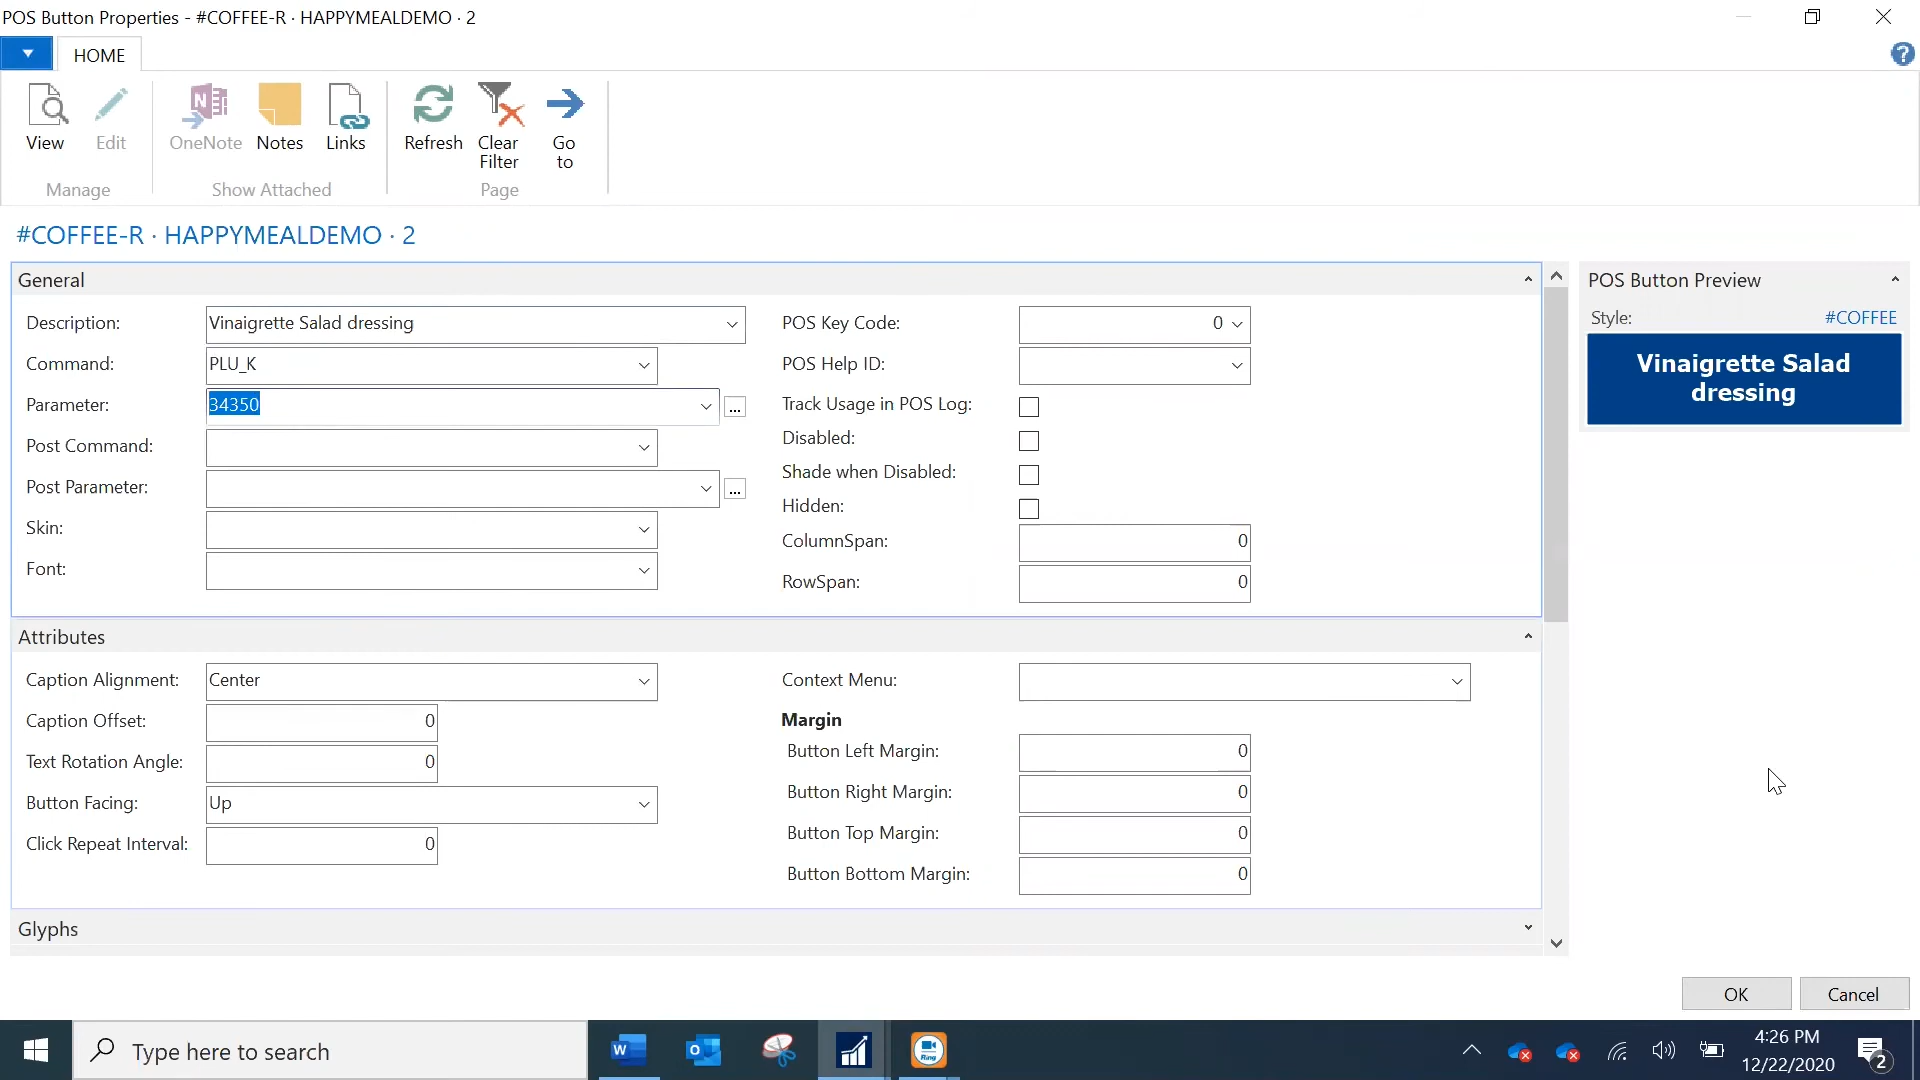 POS Button Properties - #COFFEE-R · HAPPYMEALDEMO · 2
HOME
View
Edit
OneNote
Notes
Links
Refresh
Clear
Filter
Go
to
Manage
Show Attached
Page
#COFFEE-R · HAPPYMEALDEMO · 2
General
Description: Vinaigrette Salad dressing
Command: PLU_K
Parameter: 34350 ...
Post Command:
Post Parameter: ...
Skin:
Font:
POS Key Code: 0
POS Help ID:
Track Usage in POS Log:
Disabled:
Shade when Disabled:
Hidden:
ColumnSpan: 0
RowSpan: 0
POS Button Preview
Style: #COFFEE
Vinaigrette Salad
dressing
Attributes
Caption Alignment: Center
Caption Offset: 0
Text Rotation Angle: 0
Button Facing: Up
Click Repeat Interval: 0
Context Menu:
Margin
Button Left Margin: 0
Button Right Margin: 0
Button Top Margin: 0
Button Bottom Margin: 0
Glyphs
OK
Cancel
Type here to search
Ring
4:26 PM
12/22/2020
2